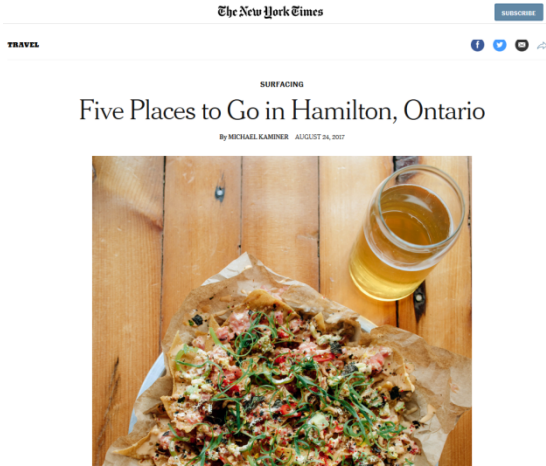 The New York Times
SUBSCRIBE
TRAVEL
SURFACING
Five Places to Go in Hamilton, Ontario
By MICHAEL KAMINER AUGUST 24, 2017